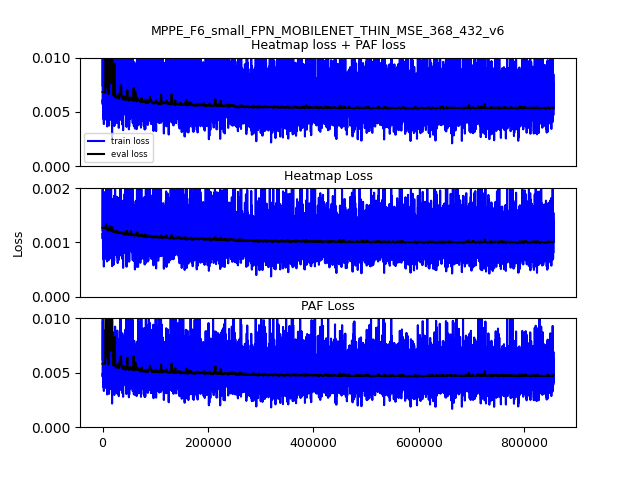 MPPE_F6_small_FPN_MOBILENET_THIN_MSE_368_432_v6
Heatmap loss + PAF loss
0.010
0.005
0.000
train loss
eval loss
Heatmap Loss
0.002
0.001
0.000
Loss
PAF Loss
0.010
0.005
0.000
0 200000 400000 600000 800000